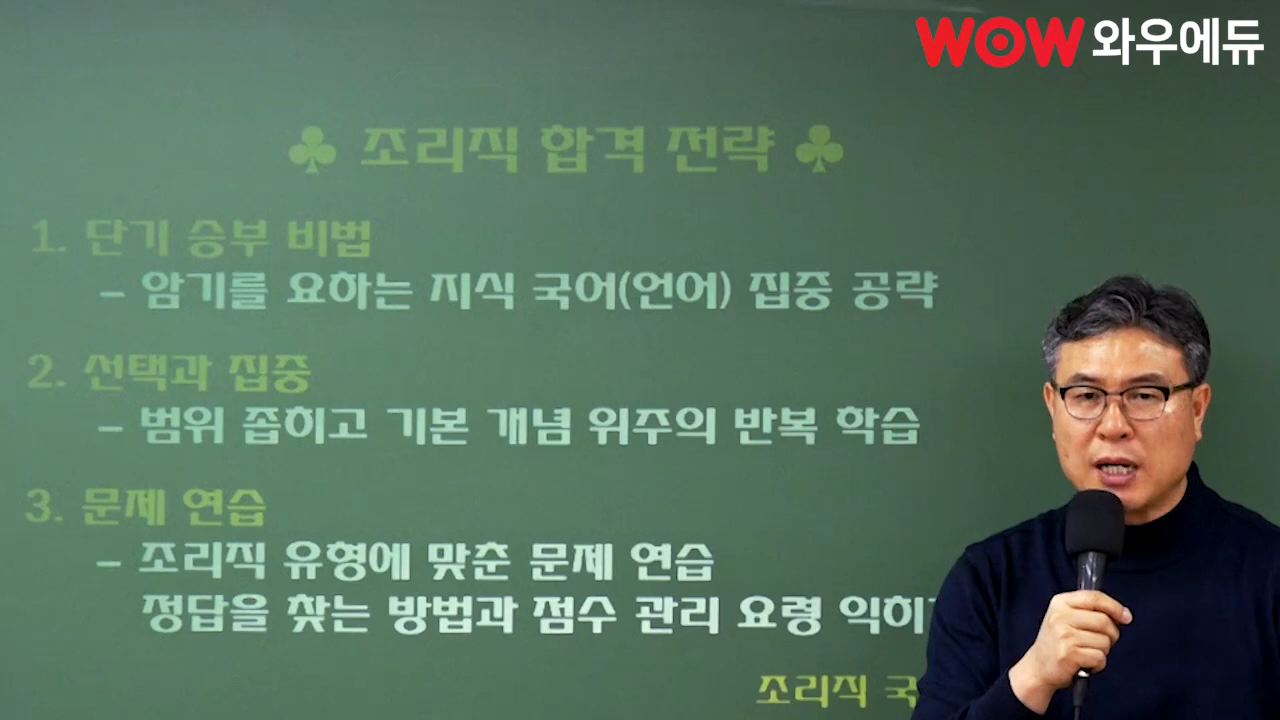 WOW 와우에듀
♣ 조리직 합격 전략 ♣
1. 단기 승부 비법
– 암기를 요하는 지식 국어(언어) 집중 공략
2. 선택과 집중
– 범위 좁히고 기본 개념 위주의 반복 학습
3. 문제 연습
– 조리직 유형에 맞춘 문제 연습
정답을 찾는 방법과 점수 관리 요령
조리직